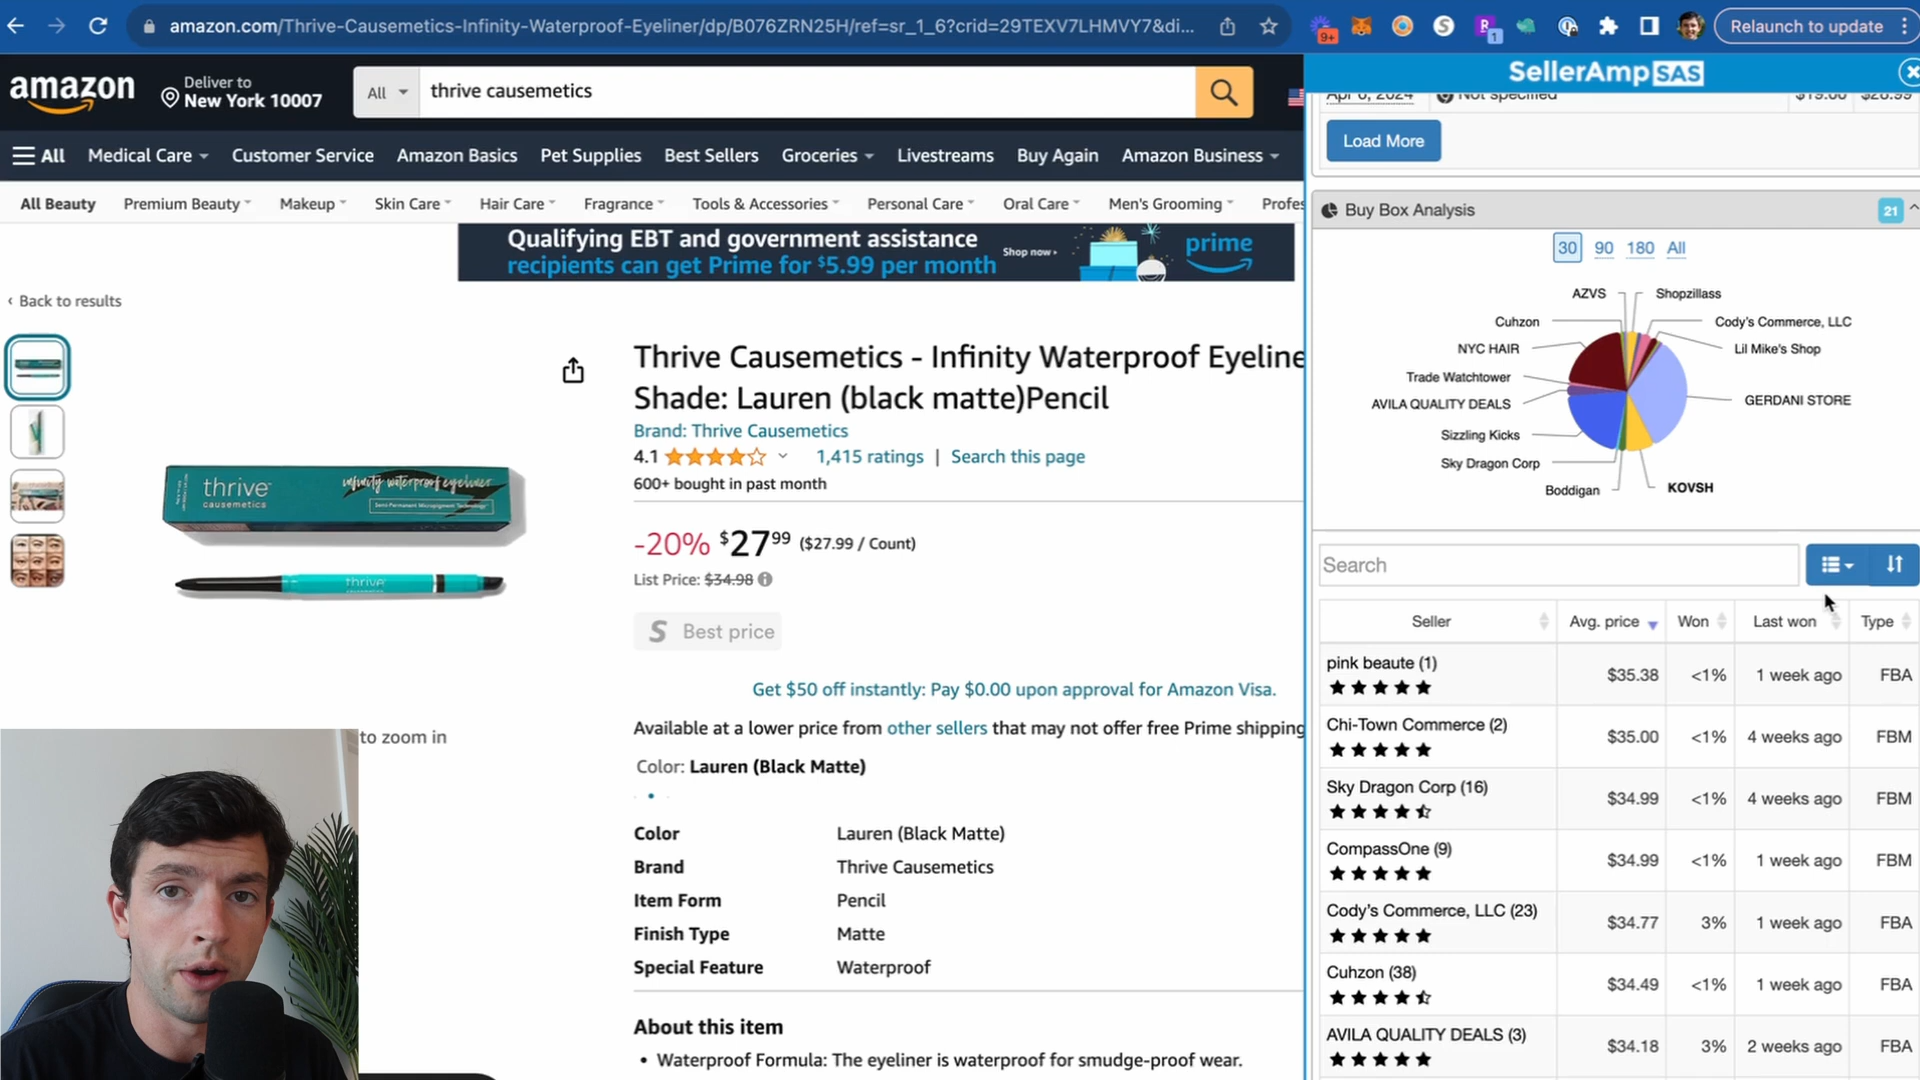 amazon.com/Thrive-Causemetics-Infinity-Waterproof-Eyeliner/dp/B076ZRN25H/ref=sr_1_6?crid=29TEXV7LHMVY7&di...
9+
1
Relaunch to update
amazon
Deliver to
New York 10007
All
thrive causemetics
SellerAmp SAS
Apr 6, 2024
Not specified
Load More
All
Medical Care
Customer Service
Amazon Basics
Pet Supplies
Best Sellers
Groceries
Livestreams
Buy Again
Amazon Business
All Beauty
Premium Beauty
Makeup
Skin Care
Hair Care
Fragrance
Tools & Accessories
Personal Care
Oral Care
Men's Grooming
Profes
Qualifying EBT and government assistance
recipients can get Prime for $5.99 per month
Shop now
prime
Back to results
Thrive Causemetics - Infinity Waterproof Eyeline
Shade: Lauren (black matte)Pencil
Brand: Thrive Causemetics
4.1
1,415 ratings | Search this page
600+ bought in past month
-20% $27 99 ($27.99 / Count)
List Price: $34.98
S Best price
Get $50 off instantly: Pay $0.00 upon approval for Amazon Visa.
Available at a lower price from other sellers that may not offer free Prime shipping
Color: Lauren (Black Matte)
Color Lauren (Black Matte)
Brand Thrive Causemetics
Item Form Pencil
Finish Type Matte
Special Feature Waterproof
About this item
• Waterproof Formula: The eyeliner is waterproof for smudge-proof wear.
to zoom in
thrive
causemetics
infinity waterproof eyeliner
thrive
Buy Box Analysis
21
30 90 180 All
AZVS
Shopzillass
Cuhzon
Cody's Commerce, LLC
NYC HAIR
Lil Mike's Shop
Trade Watchtower
AVILA QUALITY DEALS
GERDANI STORE
Sizzling Kicks
Sky Dragon Corp
Boddigan
KOVSH
Search
Seller Avg. price Won Last won Type
pink beaute (1) $35.38 <1% 1 week ago FBA
Chi-Town Commerce (2) $35.00 <1% 4 weeks ago FBM
Sky Dragon Corp (16) $34.99 <1% 4 weeks ago FBM
CompassOne (9) $34.99 <1% 1 week ago FBM
Cody's Commerce, LLC (23) $34.77 3% 1 week ago FBA
Cuhzon (38) $34.49 <1% 1 week ago FBA
AVILA QUALITY DEALS (3) $34.18 3% 2 weeks ago FBA